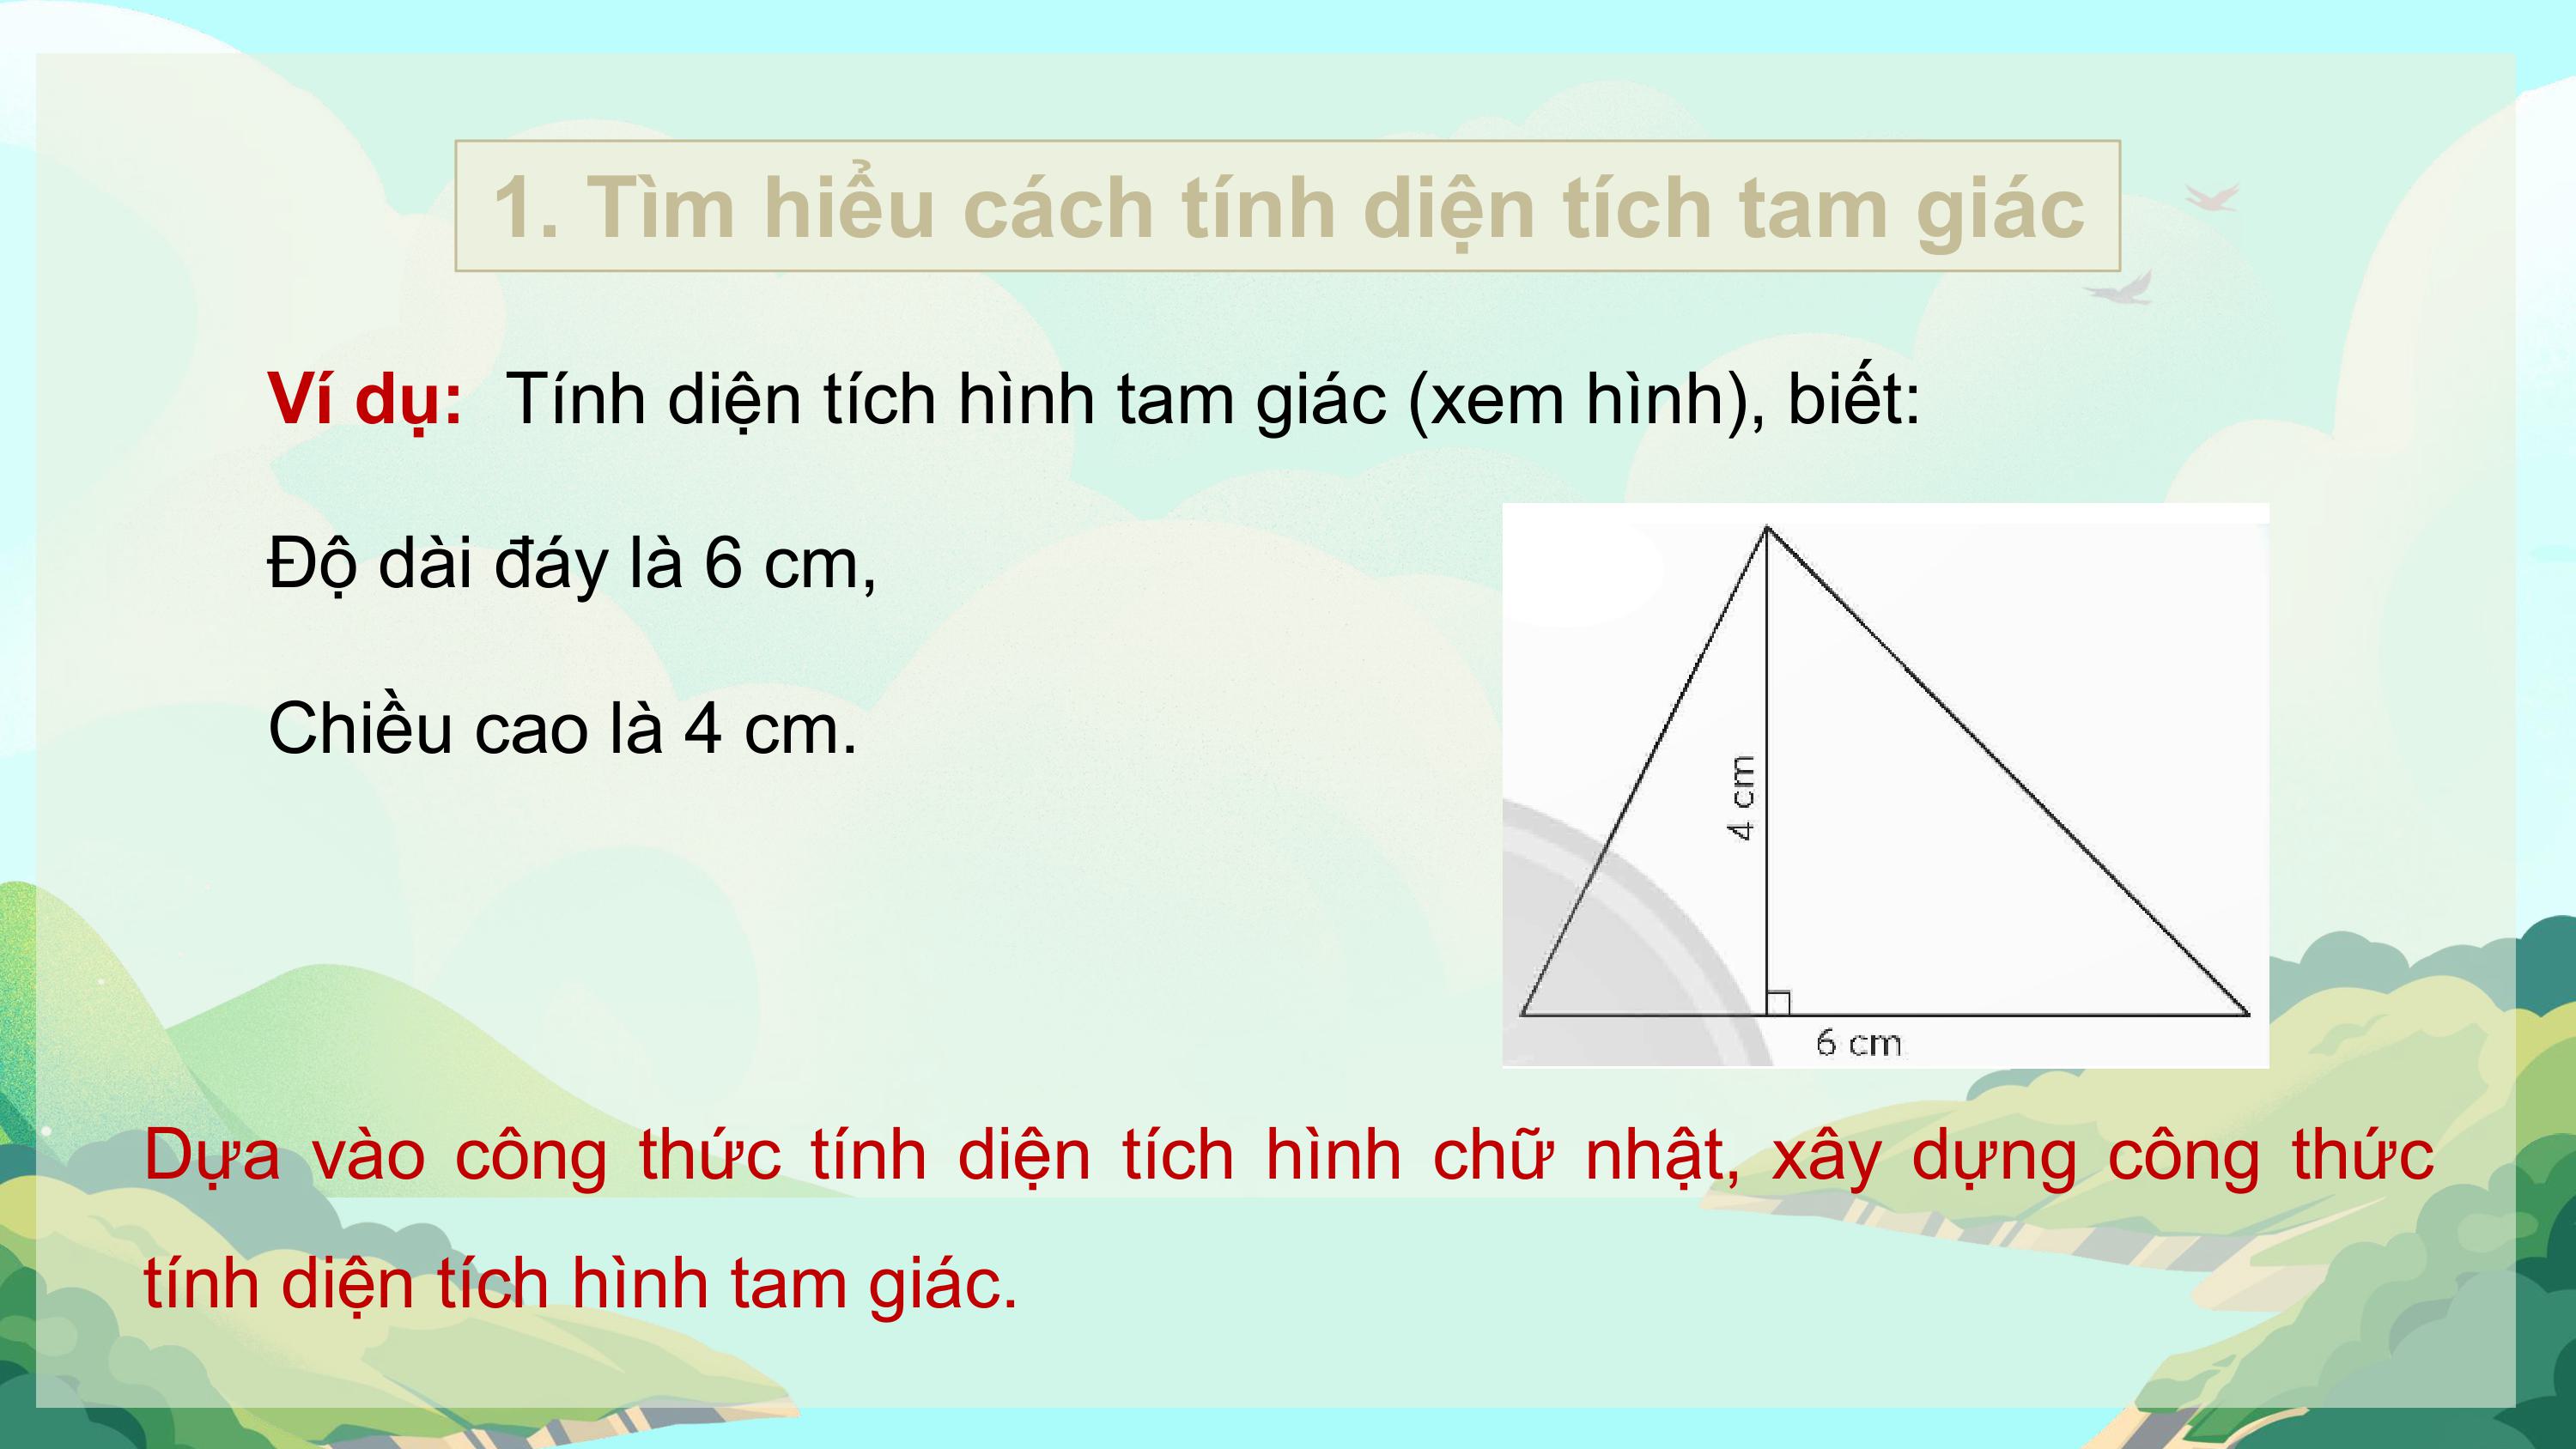 1. Tìm hiểu cách tính diện tích tam giác
Ví dụ: Tính diện tích hình tam giác (xem hình), biết:
Độ dài đáy là 6 cm,
Chiều cao là 4 cm.
4 cm
6 cm
Dựa vào công thức tính diện tích hình chữ nhật, xây dựng công thức
tính diện tích hình tam giác.